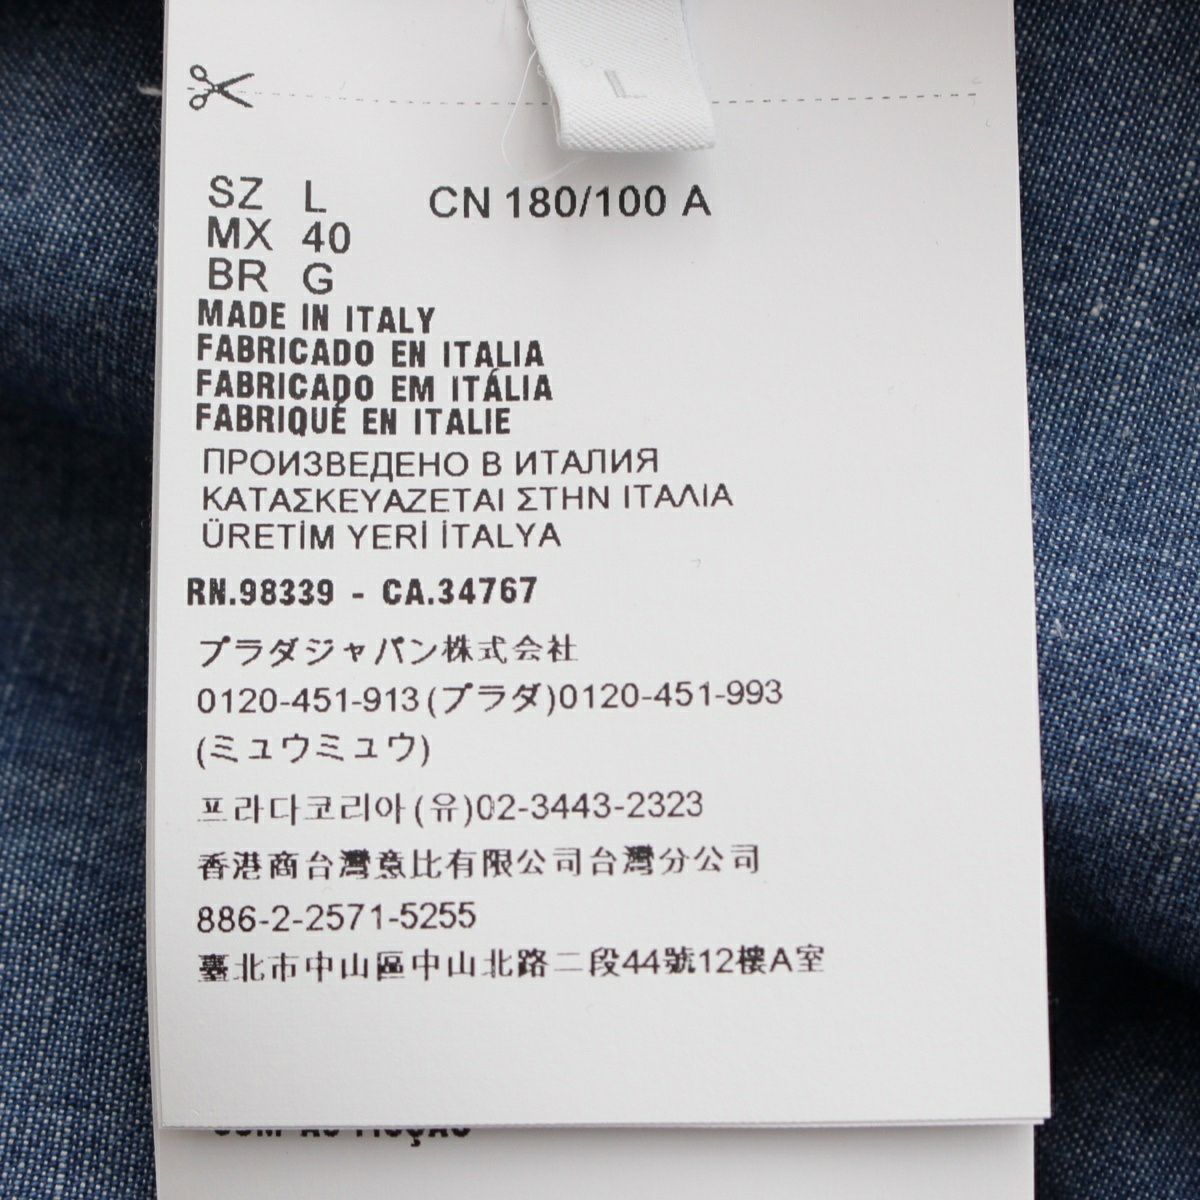 L
SZ L CN 180/100 A
MX 40
BR G
MADE IN ITALY
FABRICADO EN ITALIA
FABRICADO EM ITÁLIA
FABRIQUÉ EN ITALIE
ПРОИЗВЕДЕНО В ИТАЛИЯ
ΚΑΤΑΣΚΕΥΑΖΕΤΑΙ ΣΤΗΝ ΙΤΑΛΙΑ
ÜRETİM YERİ İTALYA
RN.98339 - CA.34767
プラダジャパン株式会社
0120-451-913(プラダ)0120-451-993
(ミュウミュウ)
프라다코리아(유)02-3443-2323
香港商台灣意比有限公司台灣分公司
886-2-2571-5255
臺北市中山區中山北路二段44號12樓A室